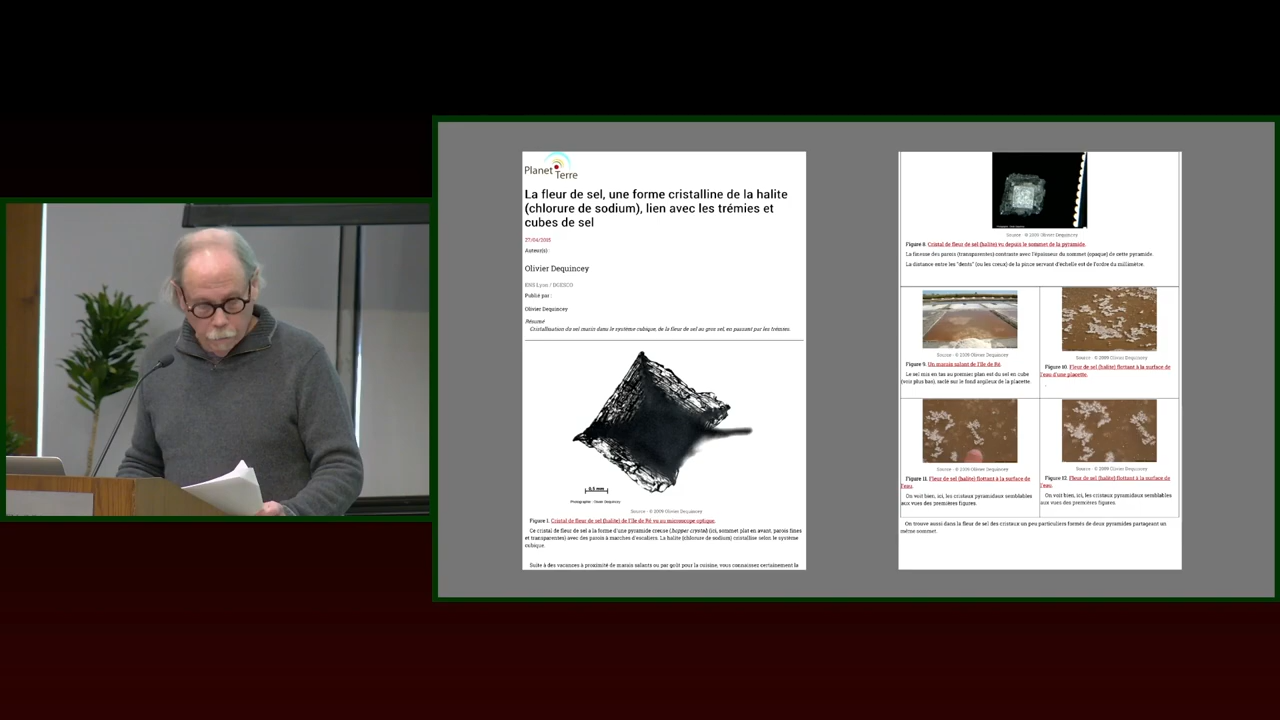 Planet Terre
La fleur de sel, une forme cristalline de la halite
(chlorure de sodium), lien avec les trémies et
cubes de sel
27/04/2015
Auteur(s)
Olivier Dequincey
ENS Lyon / DGESCO
Publié par :
Olivier Dequincey
Résumé
Cristallisation de sel marin dans le système cubique, de la fleur de sel au gros sel, en passant par les trémies.
0,5 mm
Photographie : Olivier Dequincey
Source - © 2009 Olivier Dequincey
Figure 1. Cristal de fleur de sel (halite) de l'île de Ré vu au microscope optique.
Ce cristal de fleur de sel a la forme d'une pyramide creuse (hopper crystal) (ici, sommet plat en avant, parois fines
et transparentes) avec des parois à marches d'escaliers. La halite (chlorure de sodium) cristallise selon le système
cubique.
Suite à des vacances à proximité de marais salants ou par goût pour la cuisine, vous connaissez certainement la
Source - © 2009 Olivier Dequincey
Figure 8. Cristal de fleur de sel (halite) vu depuis le sommet de la pyramide.
La finesse des parois (transparentes) contraste avec l'épaisseur du sommet (opaque) de cette pyramide.
La distance entre les "dents" (ou les creux) de la pince servant d'échelle est de l'ordre du millimètre.
Source - © 2009 Olivier Dequincey
Figure 9. Un marais salant de l'île de Ré.
Le sel mis en tas au premier plan est du sel en cube
(voir plus bas), raclé sur le fond argileux de la placette.
Source - © 2009 Olivier Dequincey
Figure 10. Fleur de sel (halite) flottant à la surface de
l'eau d'une placette.
.
Source - © 2009 Olivier Dequincey
Figure 11. Fleur de sel (halite) flottant à la surface de
l'eau.
On voit bien, ici, les cristaux pyramidaux semblables
aux vues des premières figures.
Source - © 2009 Olivier Dequincey
Figure 12. Fleur de sel (halite) flottant à la surface de
l'eau.
On voit bien, ici, les cristaux pyramidaux semblables
aux vues des premières figures.
On trouve aussi dans la fleur de sel des cristaux un peu particuliers formés de deux pyramides partageant un
même sommet.